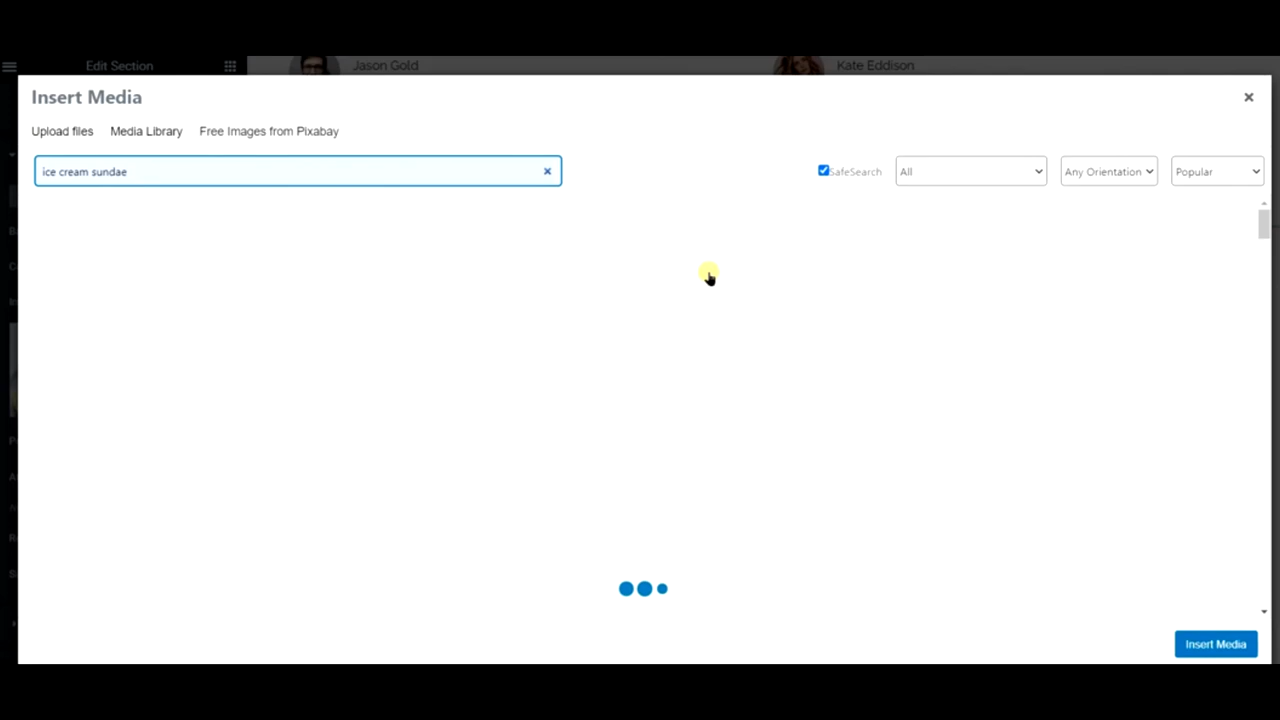 Edit Section
Jason Gold
Kate Eddison
Insert Media
Upload files
Media Library
Free Images from Pixabay
ice cream sundae
SafeSearch
All
Any Orientation
Popular
Insert Media